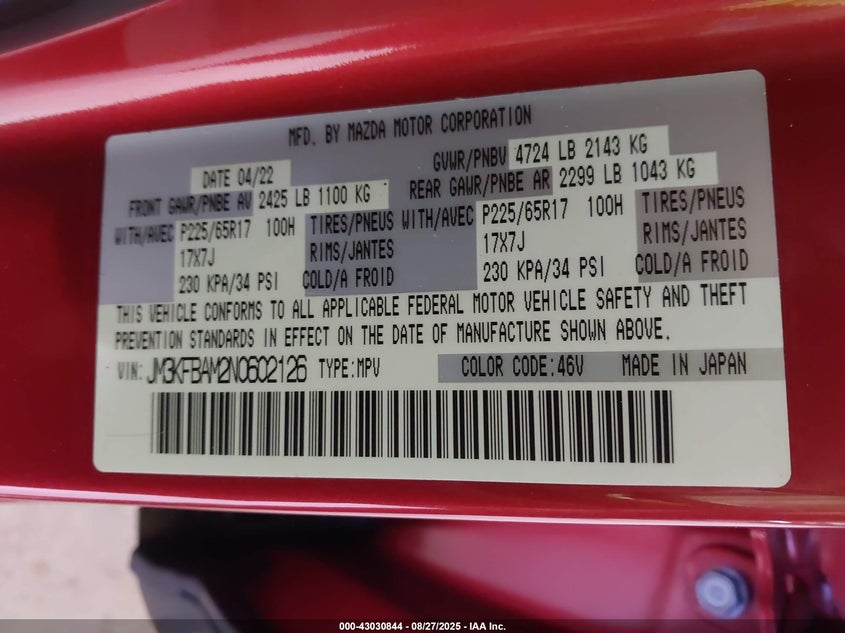 MFD. BY MAZDA MOTOR CORPORATION
DATE 04/22 GVWR/PNBV 4724 LB 2143 KG
FRONT GAWR/PNBE AV 2425 LB 1100 KG REAR GAWR/PNBE AR 2299 LB 1043 KG
WITH/AVEC P225/65R17 100H TIRES/PNEUS WITH/AVEC P225/65R17 100H TIRES/PNEUS
17X7J RIMS/JANTES 17X7J RIMS/JANTES
230 KPA/34 PSI COLD/A FROID 230 KPA/34 PSI COLD/A FROID
THIS VEHICLE CONFORMS TO ALL APPLICABLE FEDERAL MOTOR VEHICLE SAFETY AND THEFT
PREVENTION STANDARDS IN EFFECT ON THE DATE OF MANUFACTURE SHOWN ABOVE.
VIN: JM3KFBAM2N0602126 TYPE:MPV COLOR CODE:46V MADE IN JAPAN
000-43030844 - 08/27/2025 - IAA Inc.